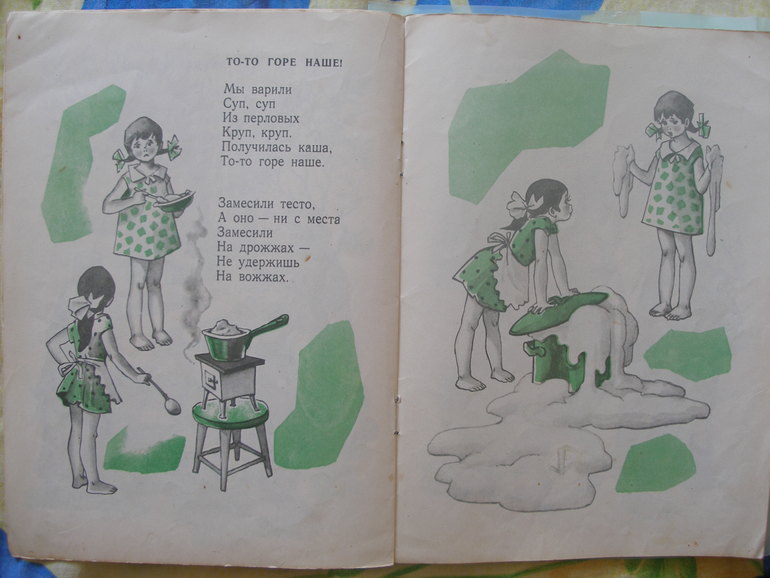 ТО-ТО ГОРЕ НАШЕ!
Мы варили
Суп, суп
Из перловых
Круп, круп.
Получилась каша,
То-то горе наше.
Замесили тесто,
А оно — ни с места
Замесили
На дрожжах —
Не удержишь
На вожжах.